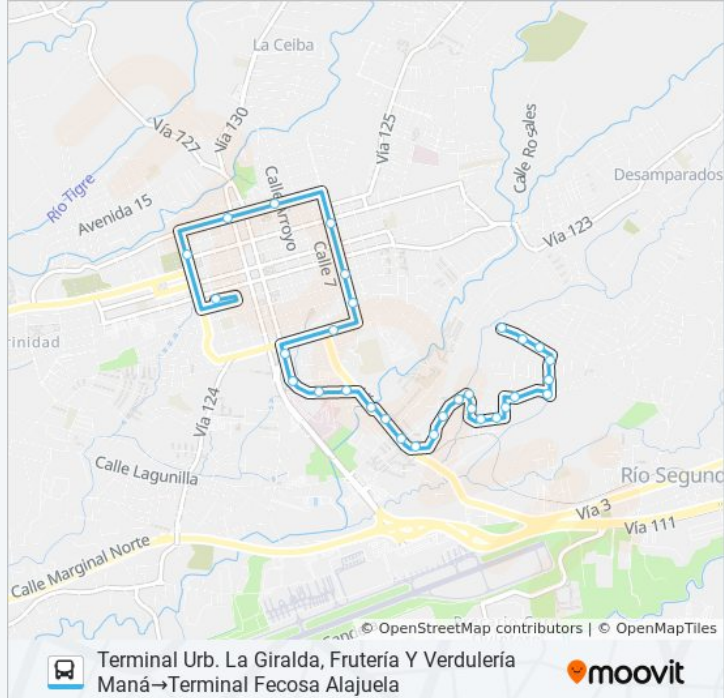 La Ceiba
Vía 727
Vía 130
Vía 125
Calle Rosales
Desamparados
Río Tigre
Avenida 15
Calle Arroyo
Calle 7
Vía 123
Vía 124
Calle Lagunilla
Río Segund
Vía 3
Vía 111
Calle Marginal Norte
© OpenStreetMap contributors | © OpenMapTiles
Terminal Urb. La Giralda, Frutería Y Verdulería
Maná→Terminal Fecosa Alajuela
moovit